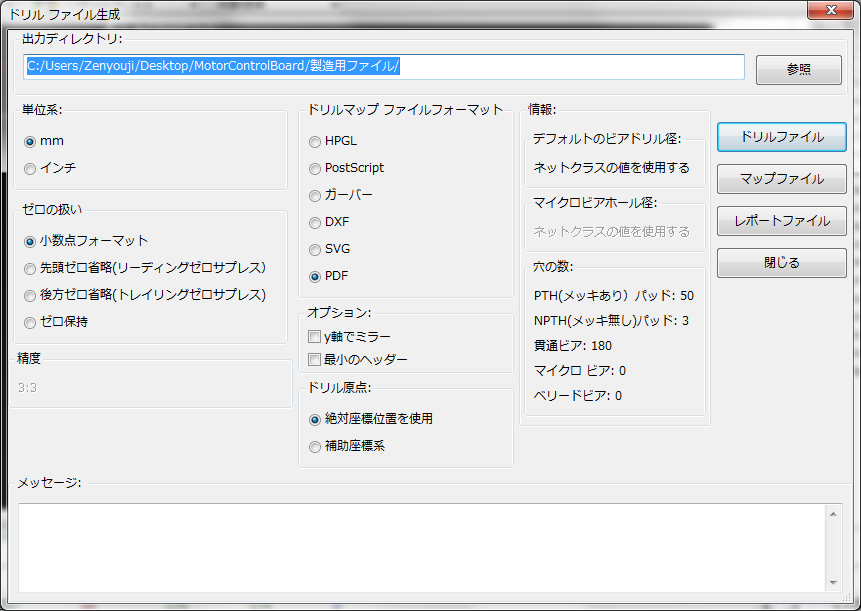 ドリル ファイル生成
出力ディレクトリ:
C:/Users/Zenyouji/Desktop/MotorControlBoard/製造用ファイル/
参照
単位系:
mm
インチ
ゼロの扱い
小数点フォーマット
先頭ゼロ省略(リーディングゼロサプレス)
後方ゼロ省略(トレイリングゼロサプレス)
ゼロ保持
精度
3:3
ドリルマップ ファイルフォーマット
HPGL
PostScript
ガーバー
DXF
SVG
PDF
オプション:
y軸でミラー
最小のヘッダー
ドリル原点:
絶対座標位置を使用
補助座標系
情報:
デフォルトのビアドリル径:
ネットクラスの値を使用する
マイクロビアホール径:
ネットクラスの値を使用する
穴の数:
PTH(メッキあり）パッド: 50
NPTH(メッキ無し)パッド: 3
貫通ビア: 180
マイクロ ビア: 0
ベリードビア: 0
ドリルファイル
マップファイル
レポートファイル
閉じる
メッセージ: